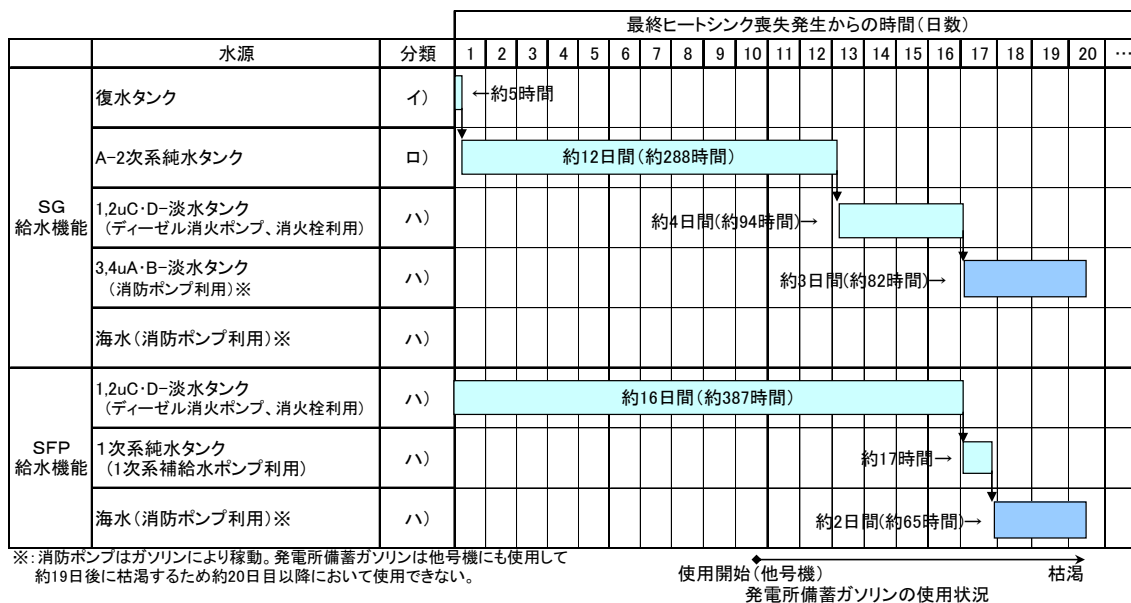 最終ヒートシンク喪失発生からの時間(日数)
水源 分類 1 2 3 4 5 6 7 8 9 10 11 12 13 14 15 16 17 18 19 20 …
SG
給水機能
復水タンク イ) ←約5時間
A-2次系純水タンク ロ) 約12日間(約288時間)
1,2uC・D-淡水タンク
(ディーゼル消火ポンプ、消火栓利用) ハ) 約4日間(約94時間)→
3,4uA・B-淡水タンク
(消防ポンプ利用)※ ハ) 約3日間(約82時間)→
海水(消防ポンプ利用)※ ハ)
SFP
給水機能
1,2uC・D-淡水タンク
(ディーゼル消火ポンプ、消火栓利用) ハ) 約16日間(約387時間)
1次系純水タンク
(1次系補給水ポンプ利用) ハ) 約17時間→
海水(消防ポンプ利用)※ ハ) 約2日間(約65時間)→
※:消防ポンプはガソリンにより稼動。発電所備蓄ガソリンは他号機にも使用して
約19日後に枯渇するため約20日目以降において使用できない。
使用開始(他号機) 枯渇
発電所備蓄ガソリンの使用状況